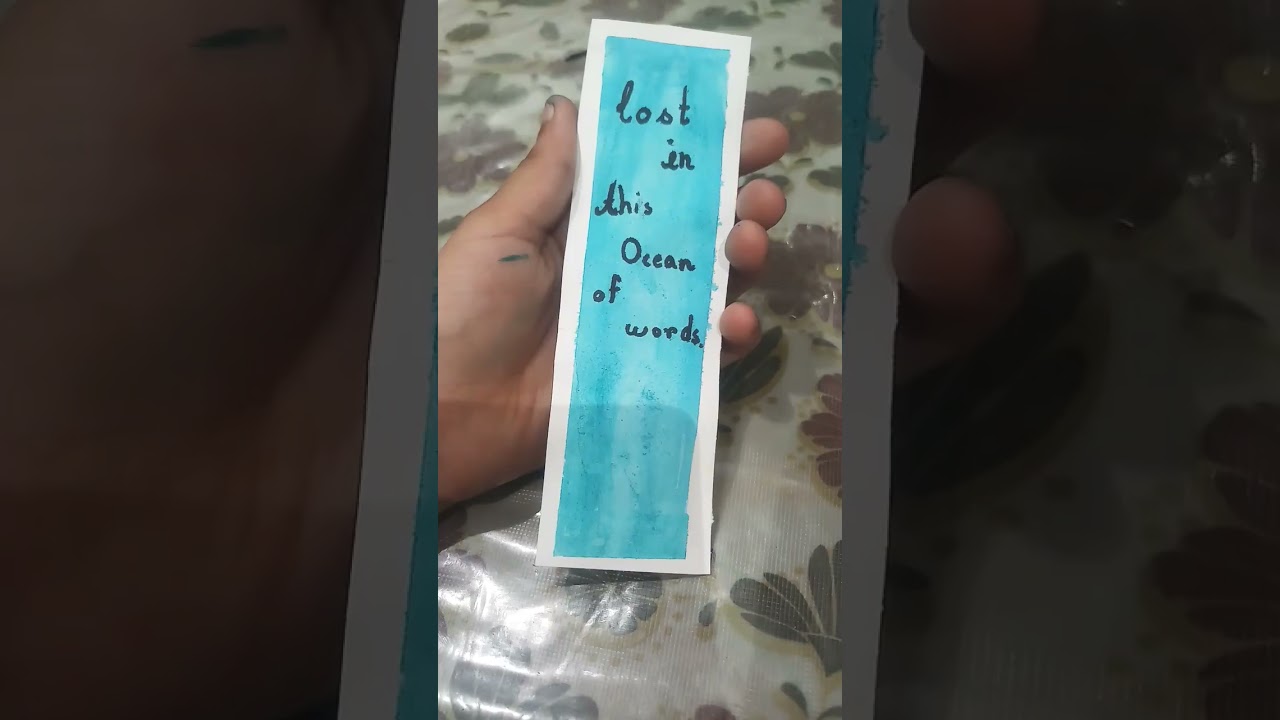 lost
in
this
Ocean
of
words.